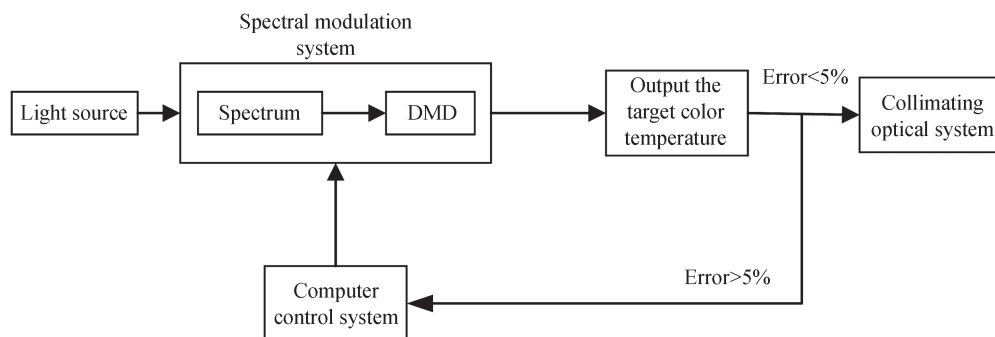 Spectral modulation
system
Light source
Spectrum
DMD
Output the
target color
temperature
Error<5%
Collimating
optical system
Error>5%
Computer
control system